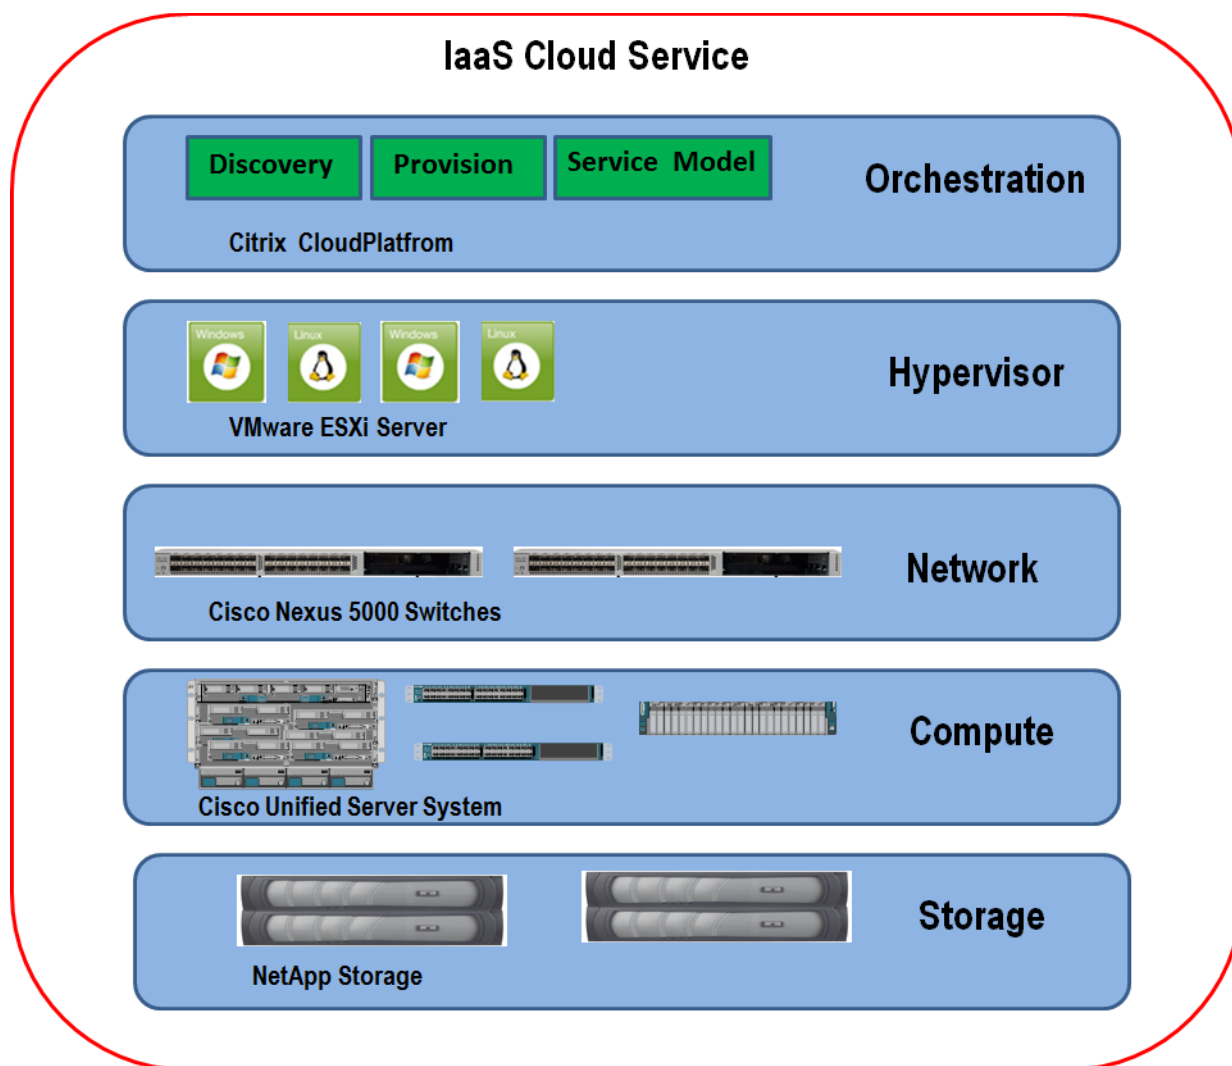 IaaS Cloud Service
Discovery
Provision
Service Model
Orchestration
Citrix CloudPlatfrom
Windows
Linux
Windows
Linux
Hypervisor
VMware ESXi Server
Network
Cisco Nexus 5000 Switches
Compute
Cisco Unified Server System
Storage
NetApp Storage